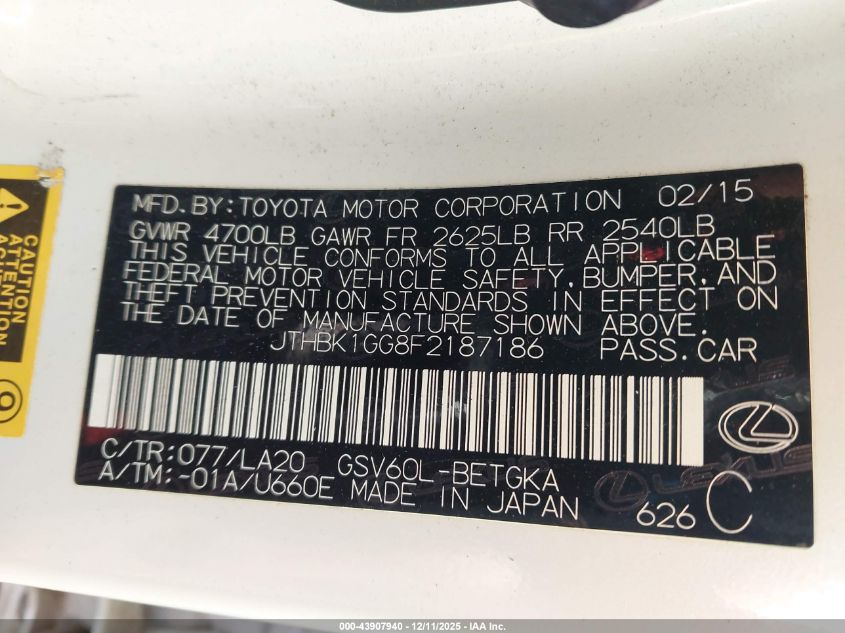 MFD.BY:TOYOTA MOTOR CORPORATION 02/15
GVWR 4700LB GAWR FR 2625LB RR 2540LB
THIS VEHICLE CONFORMS TO ALL APPLICABLE
FEDERAL MOTOR VEHICLE SAFETY,BUMPER,AND
THEFT PREVENTION STANDARDS IN EFFECT ON
THE DATE OF MANUFACTURE SHOWN ABOVE.
JTHBK1GG8F2187186 PASS.CAR
C/TR:077/LA20 GSV60L-BETGKA
A/TM:-01A/U660E MADE IN JAPAN
626 C
LEXUS
CAUTION
ATTENTION
000-43907940 - 12/11/2025 - IAA Inc.